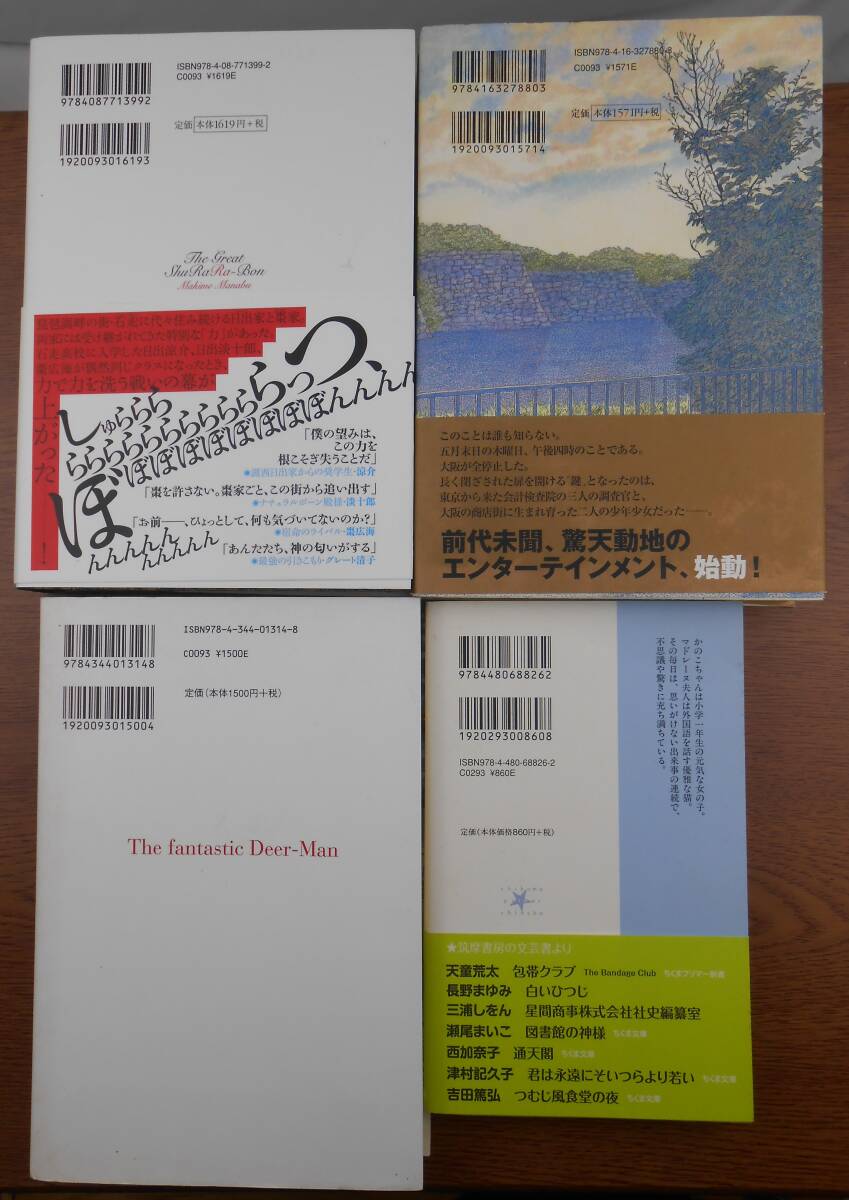 ISBN978-4-08-771399-2
C0093 ¥1619E
9784087713992
定価 本体1619円+税
1920093016193
The Great
ShuRaRa-Bon
Makime Manabu
琵琶湖畔の街・石走に代々住み続ける日出家と棗家。
両家には受け継がれてきた特別な「力」があった。
石走高校に入学した日出涼介、日出淡十郎、
棗広海が偶然同じクラスになったとき、
力で力を洗う戦いの幕が
上がった
しゅららら
らららららららららっつ、
ぼぼぼぼぼぼぼぼんんんん
ぼ
んんんんん
んんんんん
「僕の望みは、
この力を
根こそぎ失うことだ」
◉湖西日出家からの奨学生・涼介
「棗を許さない。棗家ごと、この街から追い出す」
◉ナチュラルボーン殿様・淡十郎
「お前――、ひょっとして、何も気づいてないのか?」
◉宿命のライバル・棗広海
「あんたたち、神の匂いがする」
◉最強の引きこもり・グレート清子
ISBN978-4-16-327880-3
C0093 ¥1571E
9784163278803
定価 本体1571円+税
1920093015714
このことは誰も知らない。
五月末日の木曜日、午後四時のことである。
大阪が全停止した。
長く閉ざされた扉を開ける“鍵”となったのは、
東京から来た会計検査院の三人の調査官と、
大阪の商店街に生まれ育った二人の少年少女だった――。
前代未聞、驚天動地の
エンターテインメント、始動!
ISBN978-4-344-01314-8
9784344013148
C0093 ¥1500E
定価(本体1500円+税)
1920093015004
The fantastic Deer-Man
9784480688262
1920293008608
ISBN978-4-480-68826-2
C0293 ¥860E
定価(本体価格860円+税)
かのこちゃんは小学一年生の元気な女の子。
マドレーヌ夫人は外国語を話す優雅な猫。
その毎日は、思いがけない出来事の連続で、
不思議や驚きに充ち満ちている。
★筑摩書房の文芸書より
天童荒太 包帯クラブ The Bandage Club ちくまプリマー新書
長野まゆみ 白いひつじ
三浦しをん 星間商事株式会社社史編纂室
瀬尾まいこ 図書館の神様 ちくま文庫
西加奈子 通天閣 ちくま文庫
津村記久子 君は永遠にそいつらより若い ちくま文庫
吉田篤弘 つむじ風食堂の夜 ちくま文庫